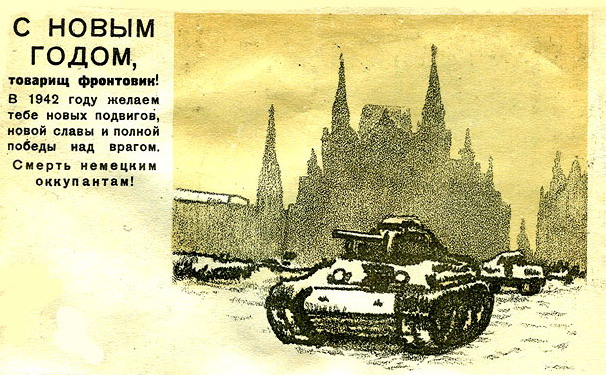 С НОВЫМ
ГОДОМ,
товарищ фронтовик!
В 1942 году желаем
тебе новых подвигов,
новой славы и полной
победы над врагом.
Смерть немецким
оккупантам!